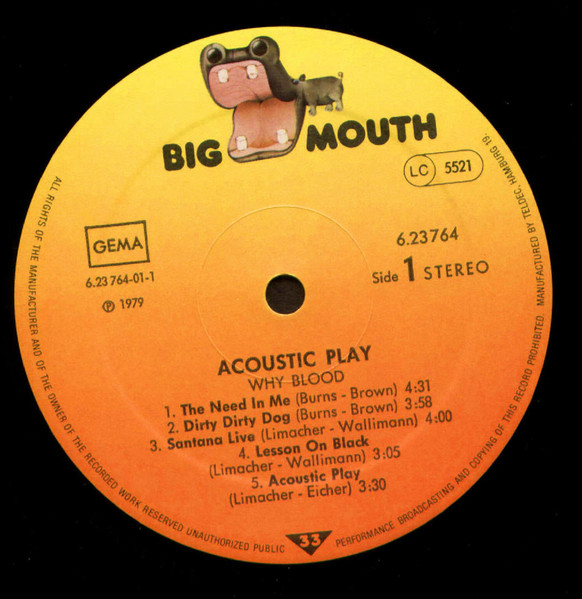 BIG MOUTH
LC 5521
GEMA
6.23764
6.23 764-01-1
Side 1 STEREO
℗ 1979
ACOUSTIC PLAY
WHY BLOOD
1. The Need In Me (Burns - Brown) 4:31
2. Dirty Dirty Dog (Burns - Brown) 3:58
3. Santana Live (Limacher - Wallimann) 4:00
4. Lesson On Black
(Limacher - Wallimann) 3:05
5. Acoustic Play
(Limacher - Eicher) 3:30
33
ALL RIGHTS OF THE MANUFACTURER AND OF THE OWNER OF THE RECORDED WORK RESERVED UNAUTHORIZED PUBLIC PERFORMANCE BROADCASTING AND COPYING OF THIS RECORD PROHIBITED. MANUFACTURED BY TELDEC, HAMBURG 19.